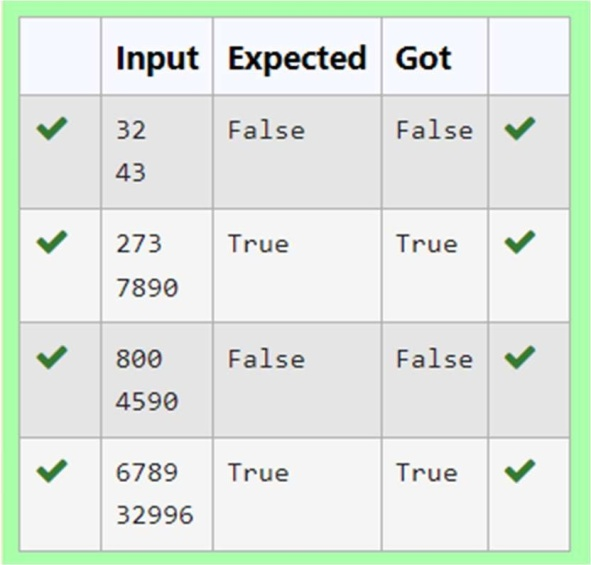 Input Expected Got
32 False False
43
273 True True
7890
800 False False
4590
6789 True True
32996